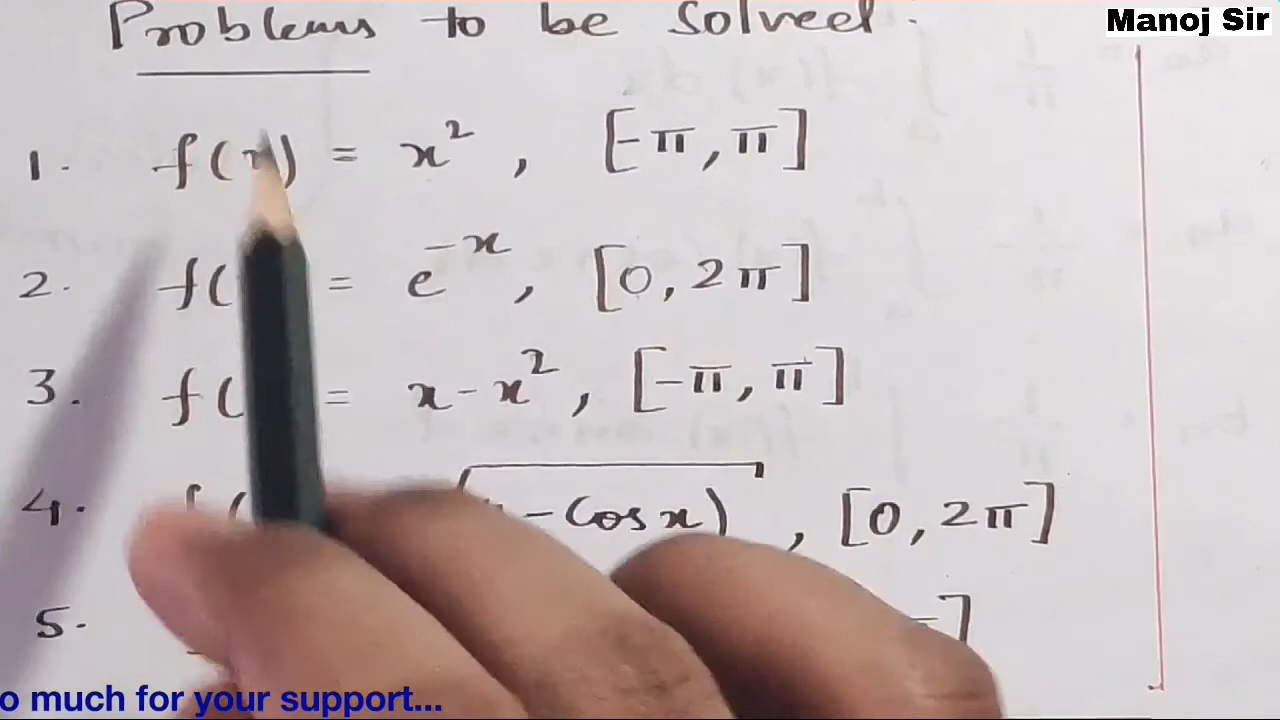 Manoj Sir
Problems to be solved.
1. f(x) = x², [-π, π]
2. f( = e⁻ˣ, [0, 2π]
3. f( = x - x², [-π, π]
4. - Cos x) , [0, 2π]
5. ]
o much for your support...